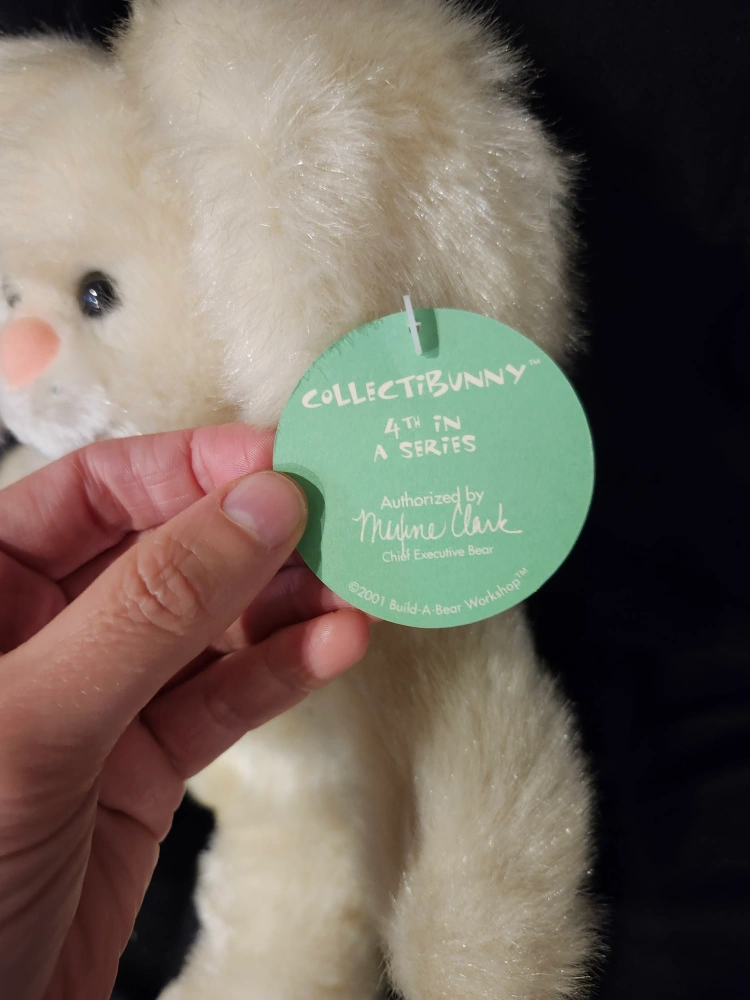 COLLECTiBUNNY™
4TH iN
A SERiES
Authorized by
Maxine Clark
Chief Executive Bear
©2001 Build-A-Bear Workshop™